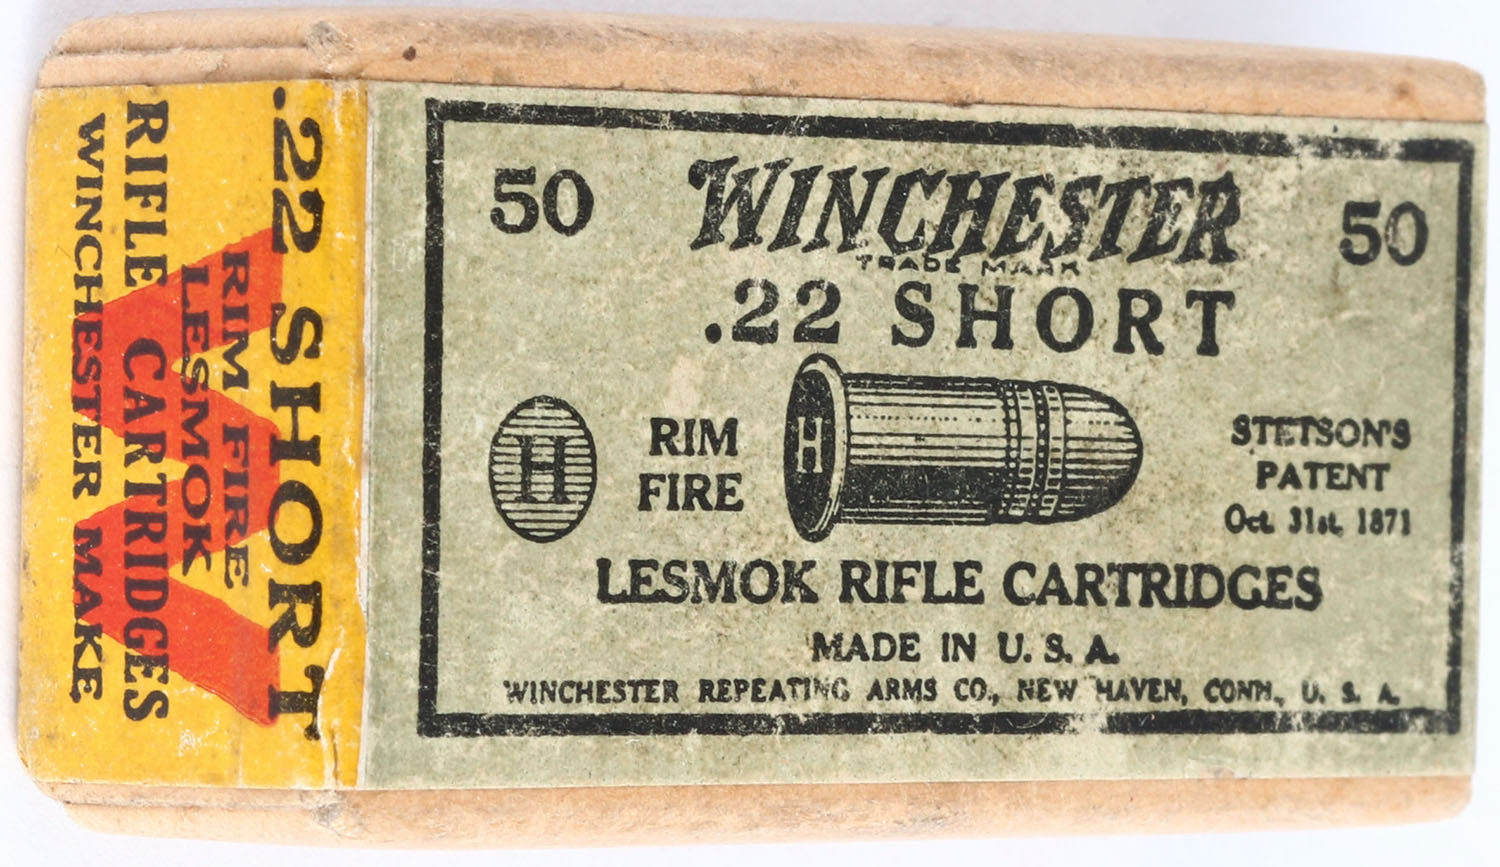 .22 SHORT
RIM FIRE
LESMOK
RIFLE CARTRIDGES
WINCHESTER MAKE
50 WINCHESTER 50
TRADE MARK
.22 SHORT
H
RIM
FIRE
H
STETSON'S
PATENT
Oct. 31st, 1871
LESMOK RIFLE CARTRIDGES
MADE IN U. S. A.
WINCHESTER REPEATING ARMS CO., NEW HAVEN, CONN., U. S. A.